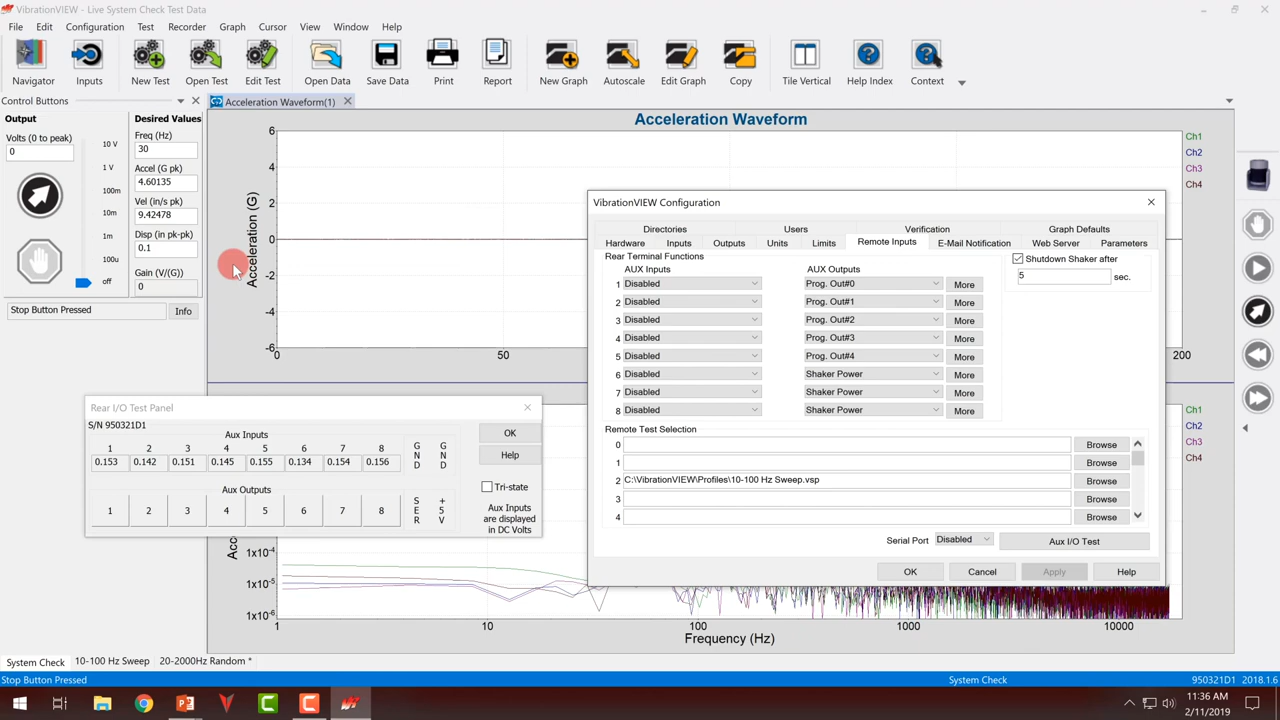 VibrationVIEW - Live System Check Test Data
File Edit Configuration Test Recorder Graph Cursor View Window Help
Navigator Inputs New Test Open Test Edit Test Open Data Save Data Print Report New Graph Autoscale Edit Graph Copy Tile Vertical Help Index Context
Control Buttons
Acceleration Waveform(1)
Output
Volts (0 to peak)
0
10 V
1 V
100m
10m
1m
100u
off
Desired Values
Freq (Hz)
30
Accel (G pk)
4.60135
Vel (in/s pk)
9.42478
Disp (in pk-pk)
0.1
Gain (V/(G))
0
Stop Button Pressed Info
Acceleration Waveform
Acceleration (G)
6
4
2
0
-2
-4
-6
0 50 200
Ch1
Ch2
Ch3
Ch4
VibrationVIEW Configuration
Directories Users Verification Graph Defaults
Hardware Inputs Outputs Units Limits Remote Inputs E-Mail Notification Web Server Parameters
Rear Terminal Functions
AUX Inputs AUX Outputs
1 Disabled Prog. Out#0 More
2 Disabled Prog. Out#1 More
3 Disabled Prog. Out#2 More
4 Disabled Prog. Out#3 More
5 Disabled Prog. Out#4 More
6 Disabled Shaker Power More
7 Disabled Shaker Power More
8 Disabled Shaker Power More
Shutdown Shaker after
5 sec.
Remote Test Selection
0 Browse
1 Browse
2 C:\VibrationVIEW\Profiles\10-100 Hz Sweep.vsp Browse
3 Browse
4 Browse
Serial Port Disabled Aux I/O Test
OK Cancel Apply Help
Rear I/O Test Panel
S/N 950321D1
Aux Inputs
1 2 3 4 5 6 7 8 GND GND
0.153 0.142 0.151 0.145 0.155 0.134 0.154 0.156
Aux Outputs
1 2 3 4 5 6 7 8 SER +5V
OK
Help
Tri-state
Aux Inputs
are displayed
in DC Volts
Ch1
Ch2
Ch3
Ch4
Acc
1x10-4
1x10-5
1x10-6
1 10 100 1000 10000
Frequency (Hz)
System Check 10-100 Hz Sweep 20-2000Hz Random *
Stop Button Pressed System Check 950321D1 2018.1.6
11:36 AM
2/11/2019